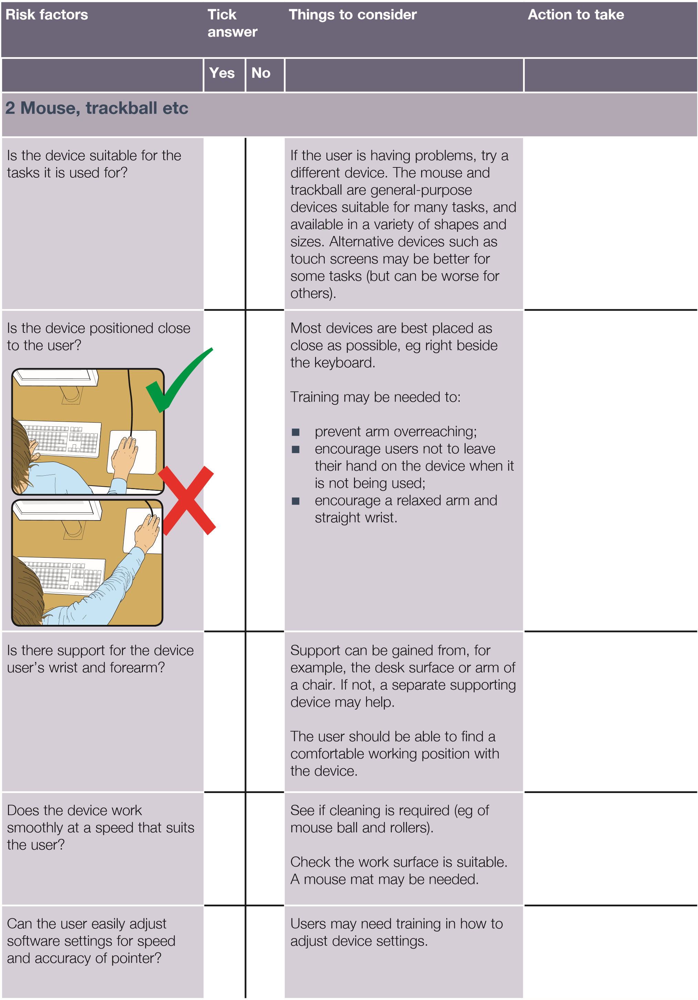 Risk factors
Tick
answer
Things to consider
Action to take
Yes
No
2 Mouse, trackball etc
Is the device suitable for the
tasks it is used for?
If the user is having problems, try a
different device. The mouse and
trackball are general-purpose
devices suitable for many tasks, and
available in a variety of shapes and
sizes. Alternative devices such as
touch screens may be better for
some tasks (but can be worse for
others).
Is the device positioned close
to the user?
Most devices are best placed as
close as possible, eg right beside
the keyboard.
Training may be needed to:
■ prevent arm overreaching;
■ encourage users not to leave
their hand on the device when it
is not being used;
■ encourage a relaxed arm and
straight wrist.
Is there support for the device
user’s wrist and forearm?
Support can be gained from, for
example, the desk surface or arm of
a chair. If not, a separate supporting
device may help.
The user should be able to find a
comfortable working position with
the device.
Does the device work
smoothly at a speed that suits
the user?
See if cleaning is required (eg of
mouse ball and rollers).
Check the work surface is suitable.
A mouse mat may be needed.
Can the user easily adjust
software settings for speed
and accuracy of pointer?
Users may need training in how to
adjust device settings.